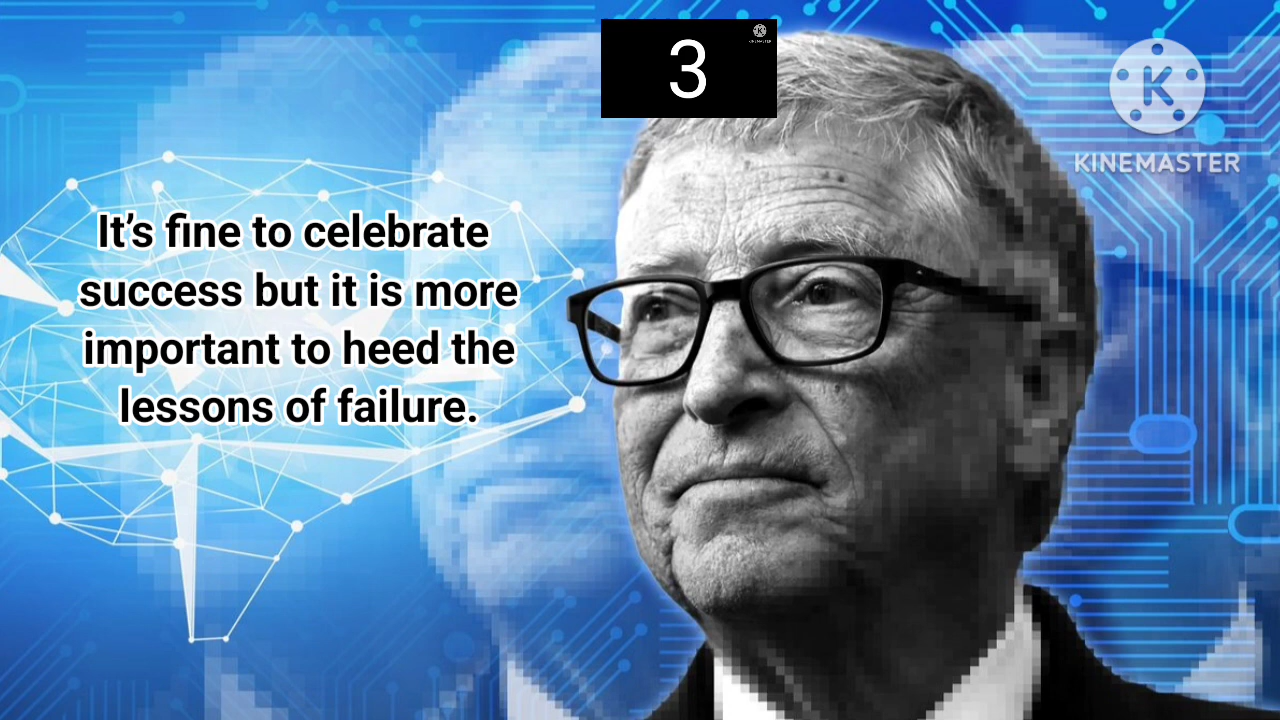 3
KINEMASTER
It’s fine to celebrate
success but it is more
important to heed the
lessons of failure.